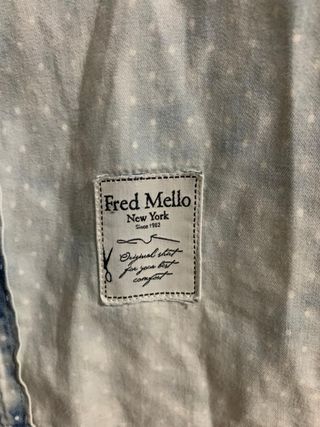 Fred Mello
New York
Since 1982
Original shirt
for your best
comfort